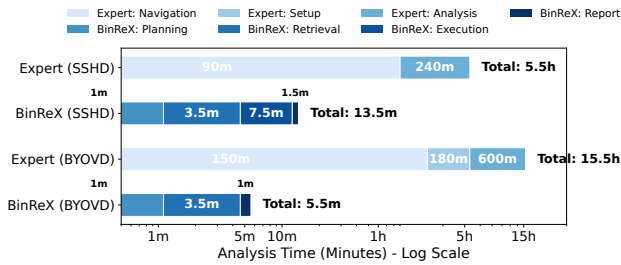 Expert: Navigation Expert: Setup Expert: Analysis BinReX: Report
BinReX: Planning BinReX: Retrieval BinReX: Execution
Expert (SSHD) 90m 240m Total: 5.5h
1m 1.5m
BinReX (SSHD) 3.5m 7.5m Total: 13.5m
Expert (BYOVD) 150m 180m 600m Total: 15.5h
1m 1m
BinReX (BYOVD) 3.5m Total: 5.5m
1m 5m 10m 1h 5h 15h
Analysis Time (Minutes) - Log Scale